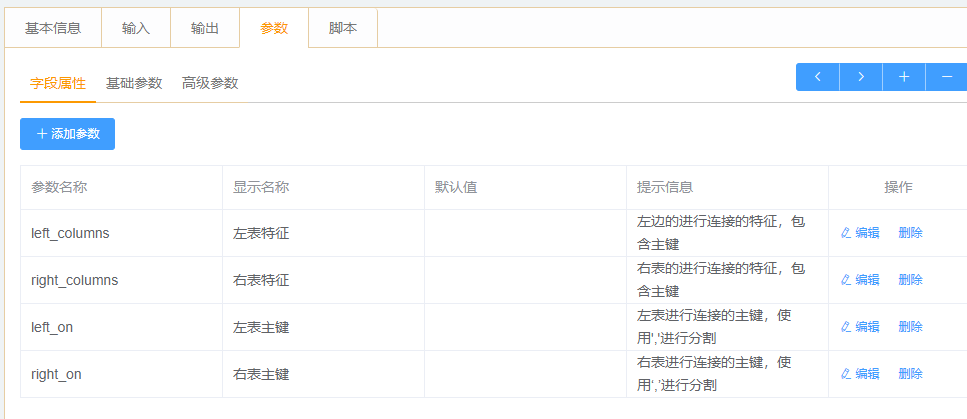 基本信息 输入 输出 参数 脚本
字段属性 基础参数 高级参数
添加参数
参数名称 显示名称 默认值 提示信息 操作
left_columns 左表特征 左边的进行连接的特征，包
含主键 编辑 删除
right_columns 右表特征 右表的进行连接的特征，包
含主键 编辑 删除
left_on 左表主键 左表进行连接的主键，使
用','进行分割 编辑 删除
right_on 右表主键 右表进行连接的主键，使
用','进行分割 编辑 删除